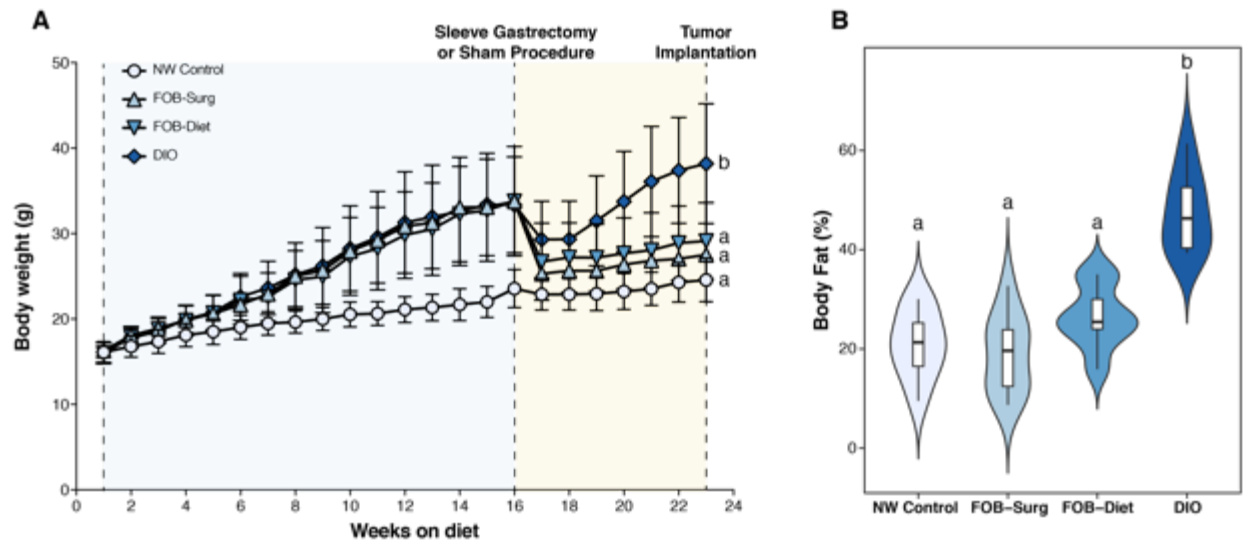 A
Sleeve Gastrectomy
or Sham Procedure
Tumor
Implantation
NW Control
FOB-Surg
FOB-Diet
DIO
50
40
30
20
10
0
Body weight (g)
b
a
a
a
0 2 4 6 8 10 12 14 16 18 20 22 24
Weeks on diet
B
Body Fat (%)
60
40
20
0
a
a
a
b
NW Control FOB–Surg FOB–Diet DIO